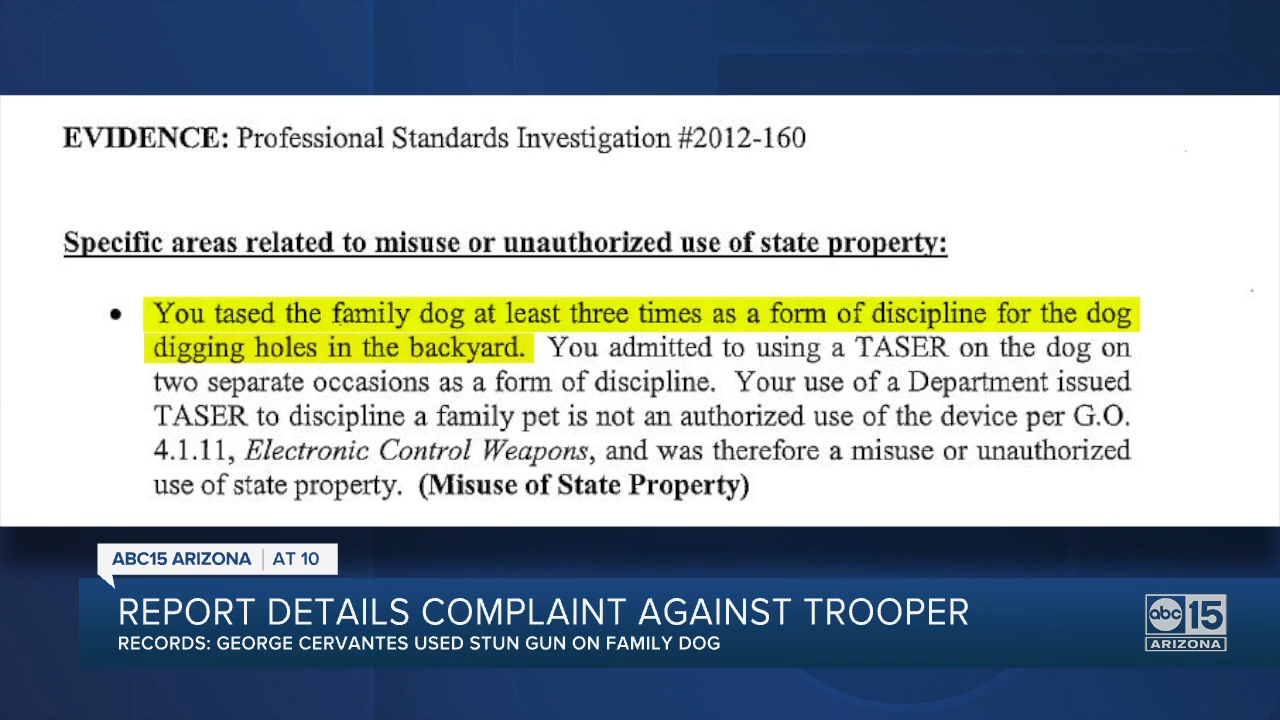 EVIDENCE: Professional Standards Investigation #2012-160
Specific areas related to misuse or unauthorized use of state property:
• You tased the family dog at least three times as a form of discipline for the dog
digging holes in the backyard. You admitted to using a TASER on the dog on
two separate occasions as a form of discipline. Your use of a Department issued
TASER to discipline a family pet is not an authorized use of the device per G.O.
4.1.11, Electronic Control Weapons, and was therefore a misuse or unauthorized
use of state property. (Misuse of State Property)
ABC15 ARIZONA | AT 10
REPORT DETAILS COMPLAINT AGAINST TROOPER
RECORDS: GEORGE CERVANTES USED STUN GUN ON FAMILY DOG
abc 15
ARIZONA